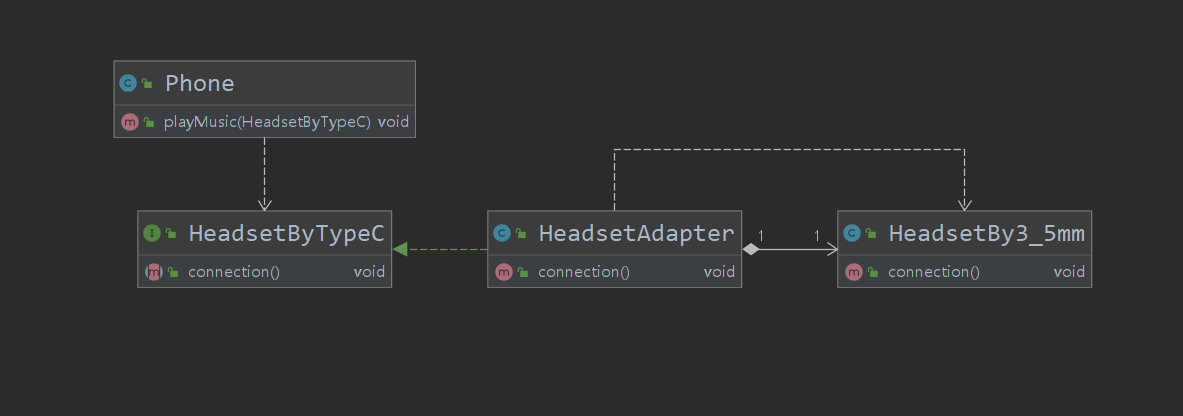 Phone
playMusic(HeadsetByTypeC) void
HeadsetByTypeC
connection() void
HeadsetAdapter
connection() void
1 1
HeadsetBy3_5mm
connection() void